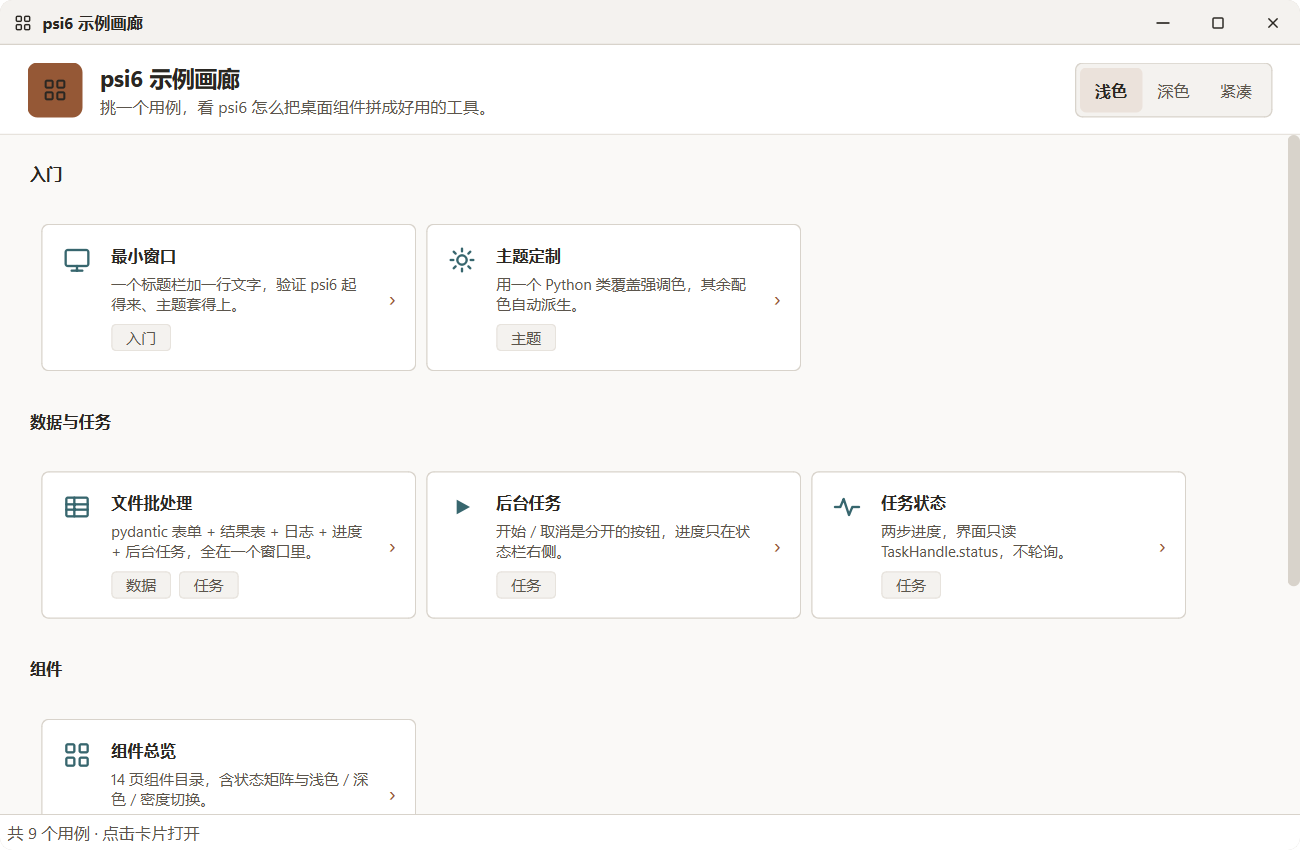 psi6 示例画廊
psi6 示例画廊
挑一个用例，看 psi6 怎么把桌面组件拼成好用的工具。
浅色 深色 紧凑
入门
最小窗口
一个标题栏加一行文字，验证 psi6 起
得来、主题套得上。
入门
主题定制
用一个 Python 类覆盖强调色，其余配
色自动派生。
主题
数据与任务
文件批处理
pydantic 表单 + 结果表 + 日志 + 进度
+ 后台任务，全在一个窗口里。
数据 任务
后台任务
开始 / 取消是分开的按钮，进度只在状
态栏右侧。
任务
任务状态
两步进度，界面只读
TaskHandle.status，不轮询。
任务
组件
组件总览
14 页组件目录，含状态矩阵与浅色 / 深
色 / 密度切换。
共 9 个用例 · 点击卡片打开